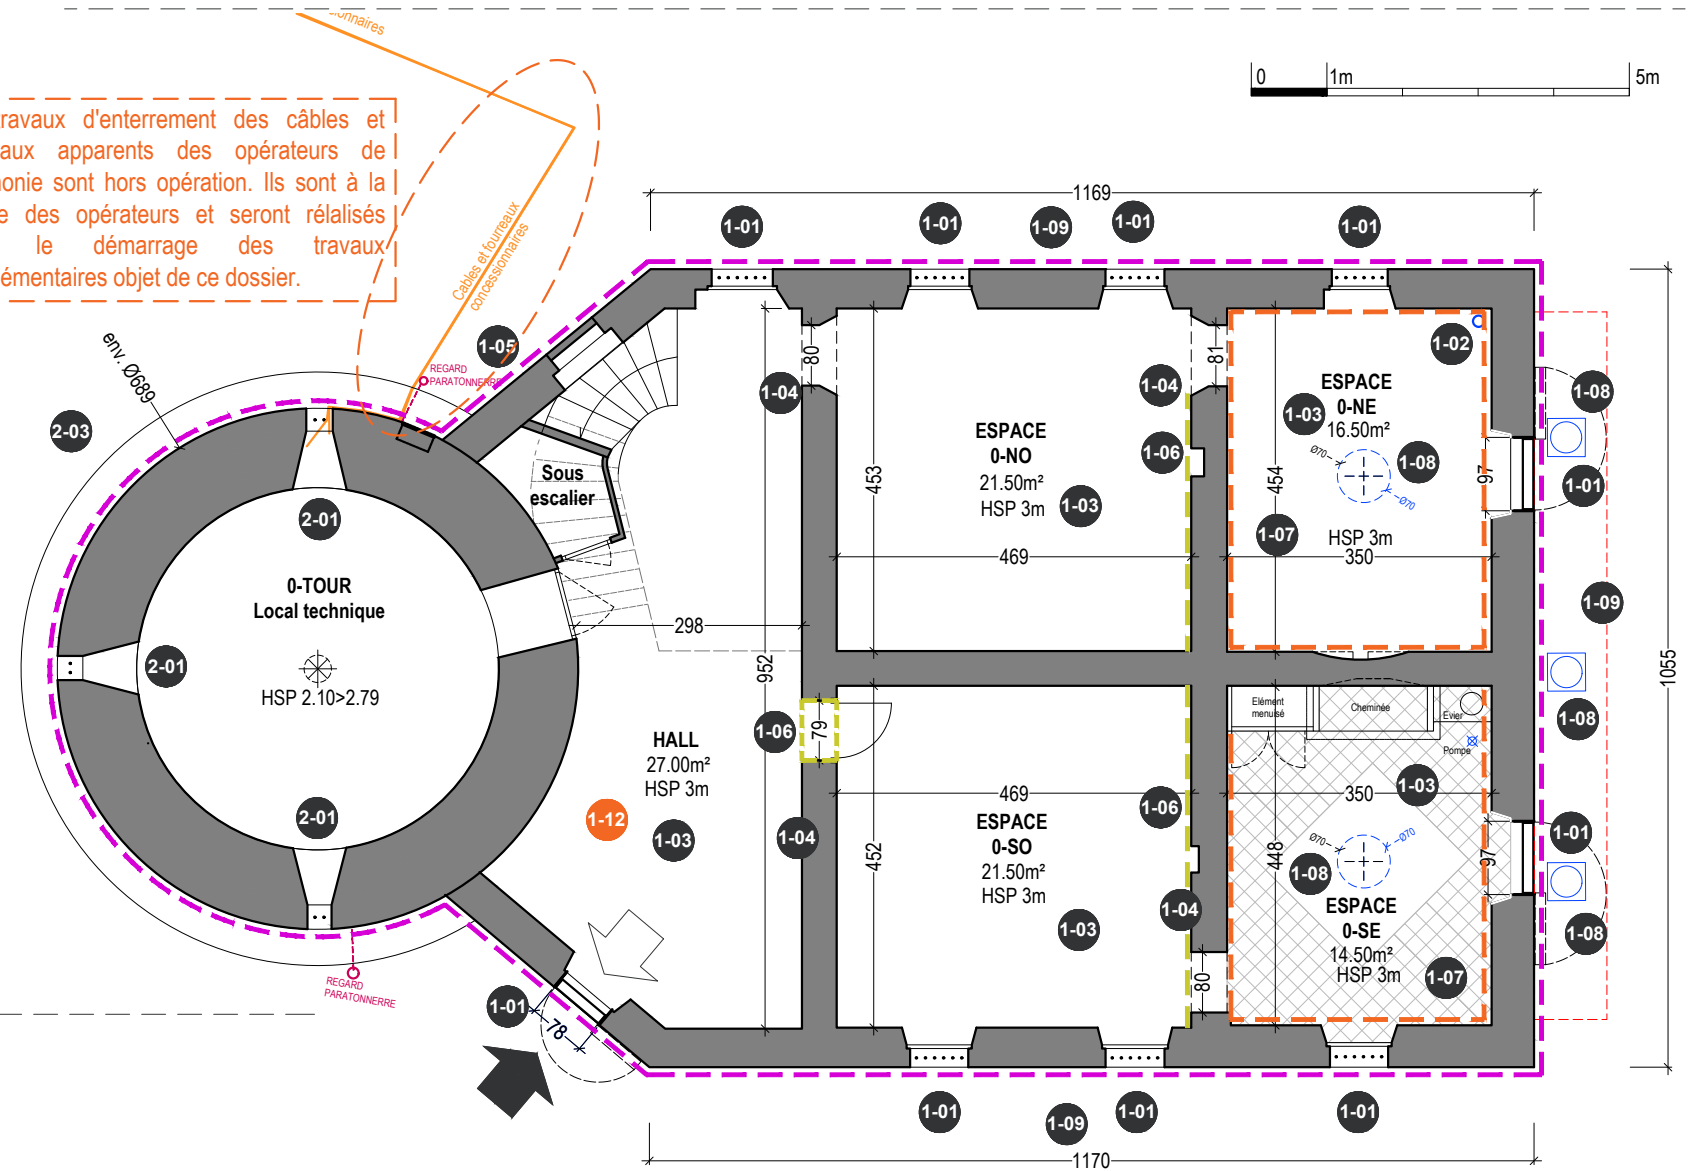 0
1m
5m
ravaux d'enterrement des câbles et
aux apparents des opérateurs de
onie sont hors opération. Ils sont à la
e des opérateurs et seront rélalisés
le démarrage des travaux
lémentaires objet de ce dossier.
Cables et fourreaux
concessionnaires
1169
1-01
1-01
1-09
1-01
1-01
env. Ø689
1-05
REGARD
PARATONNERRE
2-03
80
81
1-04
1-04
1-02
ESPACE
0-NE
16.50m²
HSP 3m
1-03
1-08
Ø70
Ø70
1-08
1-01
97
ESPACE
0-NO
21.50m²
HSP 3m
1-03
1-06
453
454
1-07
Sous
escalier
2-01
469
350
0-TOUR
Local technique
HSP 2.10>2.79
2-01
298
952
1-09
1055
1-06
79
HALL
27.00m²
HSP 3m
1-12
1-03
1-04
2-01
Elément
menuisé
Cheminée
Evier
Pompe
1-08
1-03
469
350
1-06
ESPACE
0-SO
21.50m²
HSP 3m
1-03
452
448
Ø70
Ø70
1-08
97
1-01
1-04
ESPACE
0-SE
14.50m²
HSP 3m
1-07
1-08
80
REGARD
PARATONNERRE
1-01
78
1-01
1-09
1-01
1-01
1170